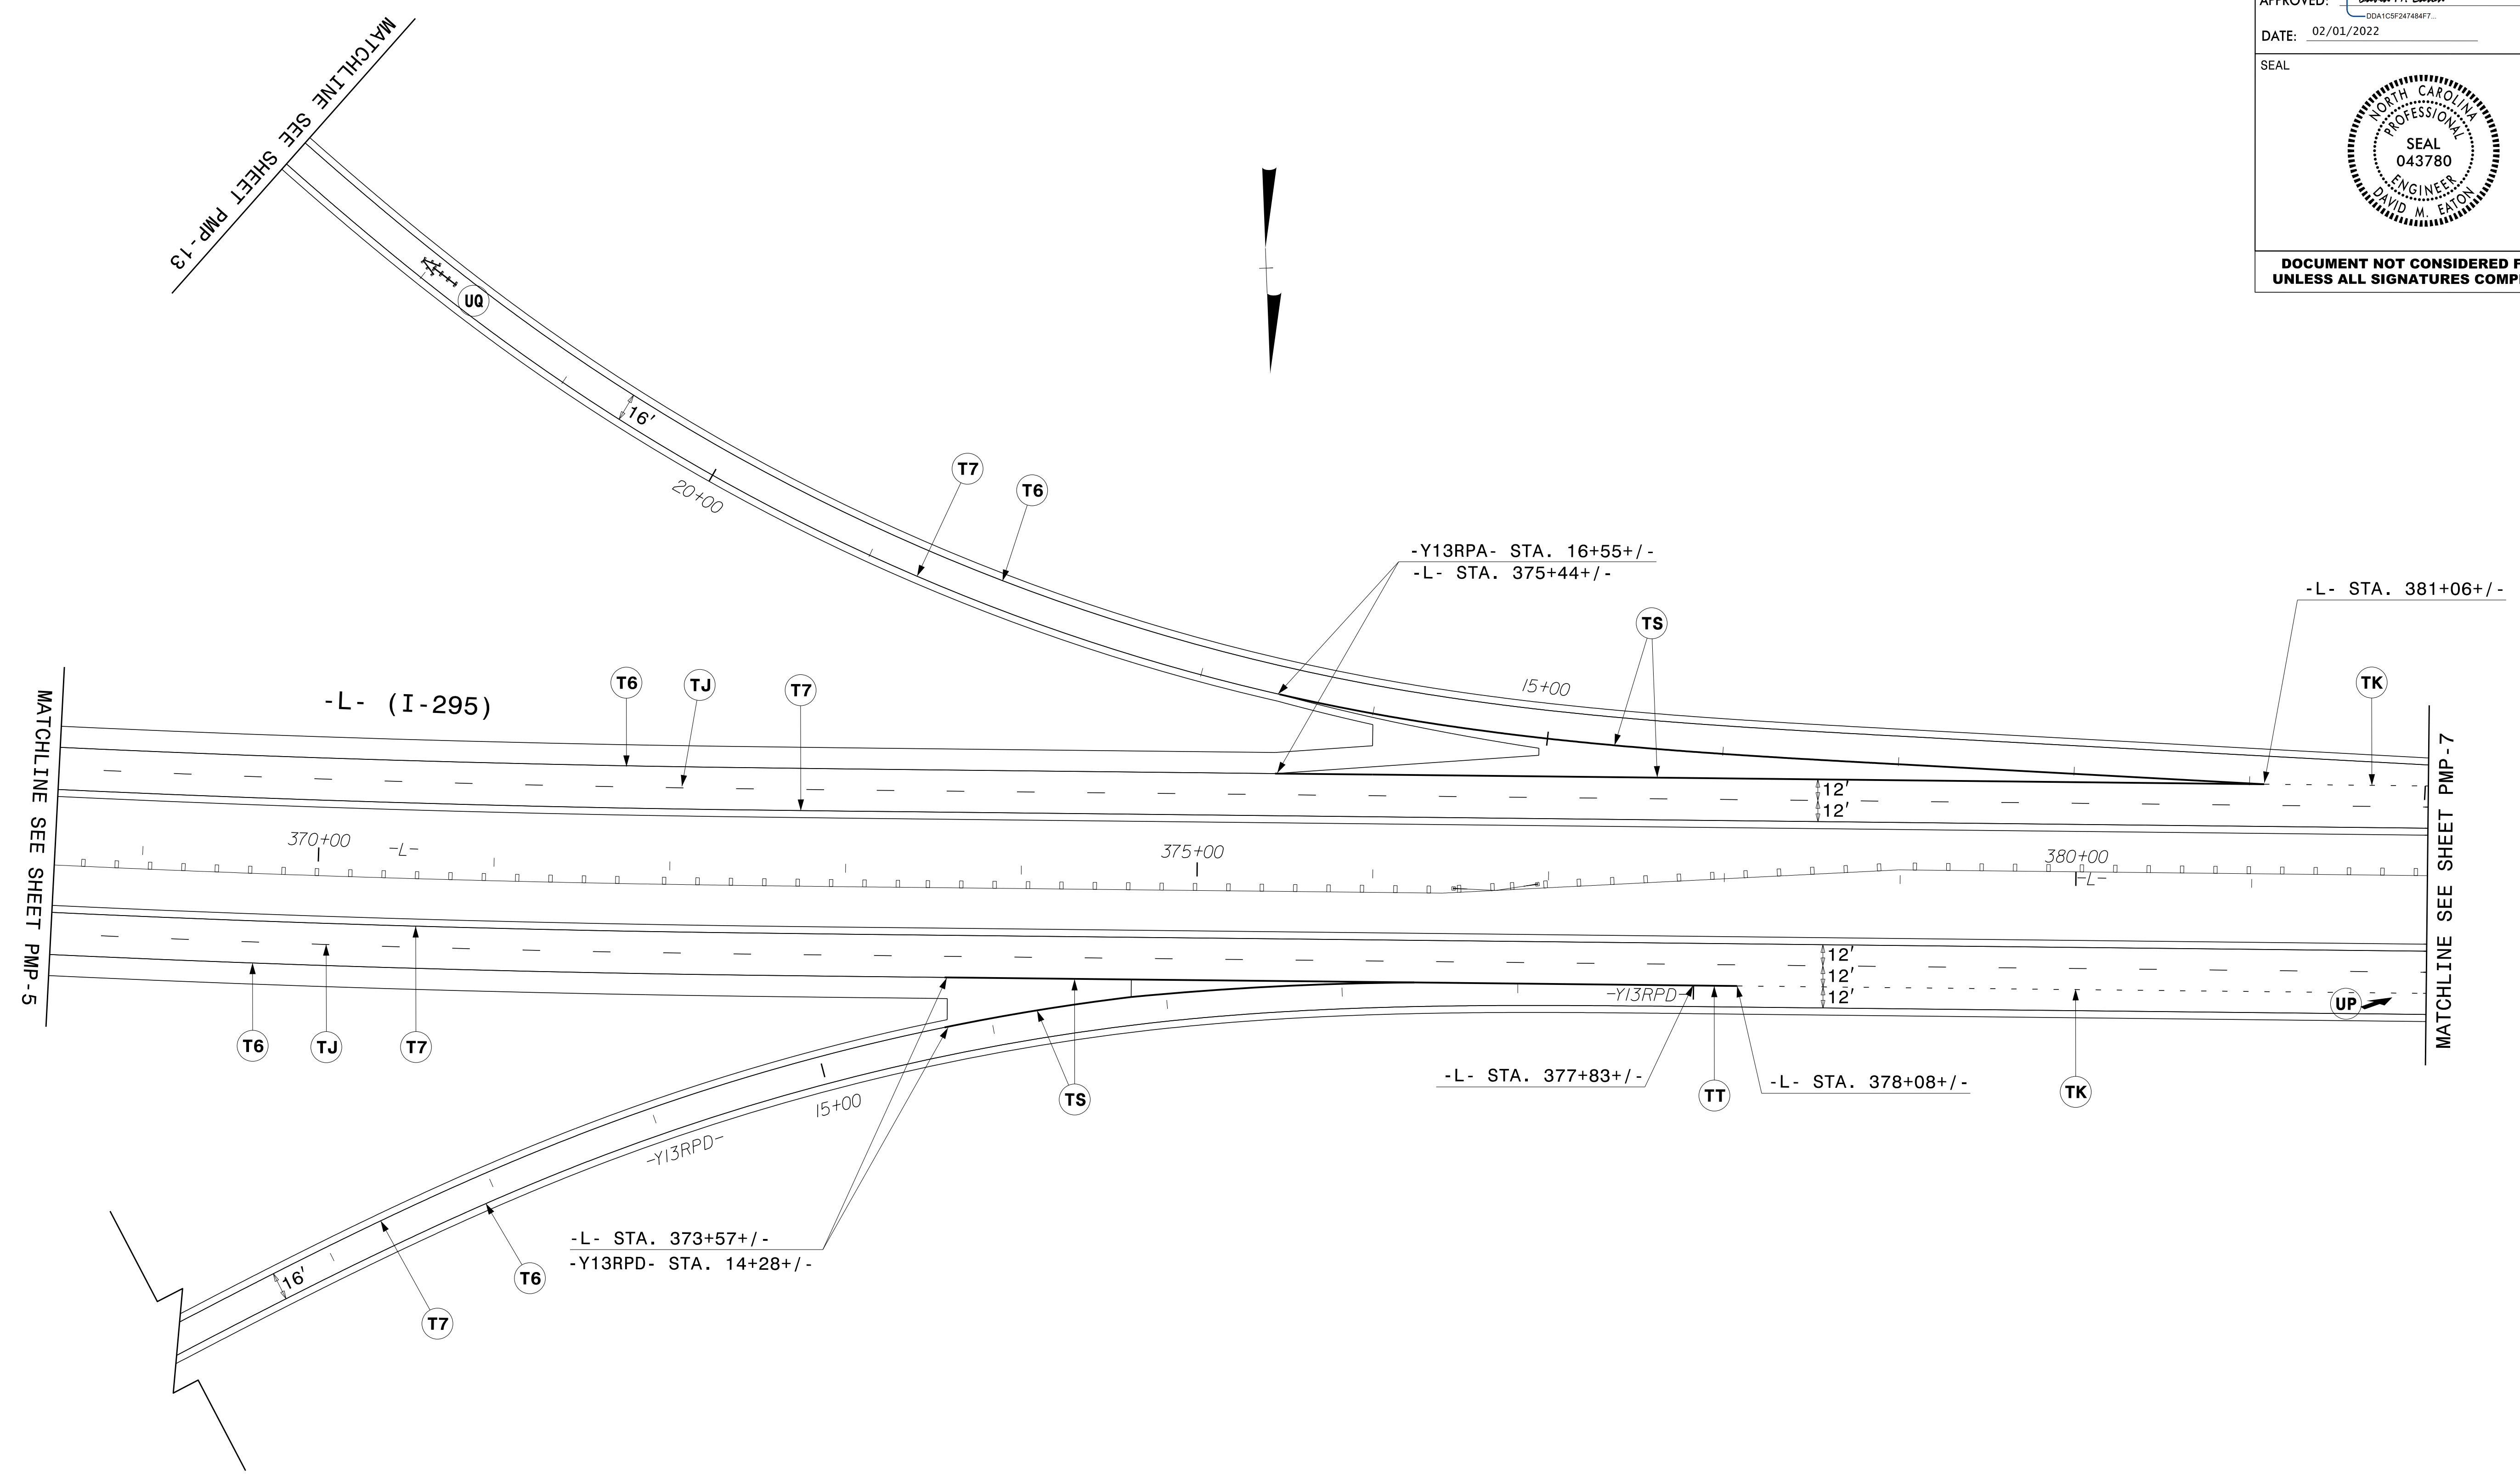 APPROVED:
DDA1C5F247484F7...
DATE: 02/01/2022
SEAL
NORTH CAROLINA
PROFESSIONAL
SEAL
043780
ENGINEER
DAVID M. EATON
DOCUMENT NOT CONSIDERED F
UNLESS ALL SIGNATURES COMP
MATCHLINE SEE SHEET PMP-13
UQ
16'
20+00
T7
T6
-Y13RPA- STA. 16+55+/-
-L- STA. 375+44+/-
-L- STA. 381+06+/-
TS
15+00
TK
T6
TJ
T7
-L- (I-295)
MATCHLINE SEE SHEET PMP-5
MATCHLINE SEE SHEET PMP-7
12'
12'
370+00
-L-
375+00
380+00
-L-
12'
12'
12'
-Y13RPD-
UP
T6
TJ
T7
TS
-L- STA. 377+83+/-
TT
-L- STA. 378+08+/-
TK
15+00
-Y13RPD-
-L- STA. 373+57+/-
-Y13RPD- STA. 14+28+/-
16'
T6
T7